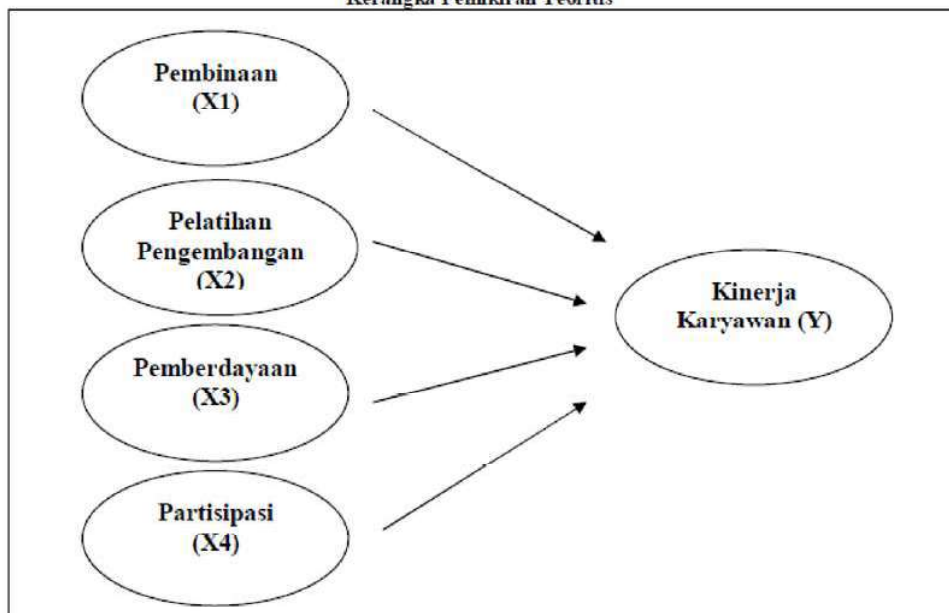 Kerangka Pemikiran Teoritis
Pembinaan
(X1)
Pelatihan
Pengembangan
(X2)
Pemberdayaan
(X3)
Partisipasi
(X4)
Kinerja
Karyawan (Y)